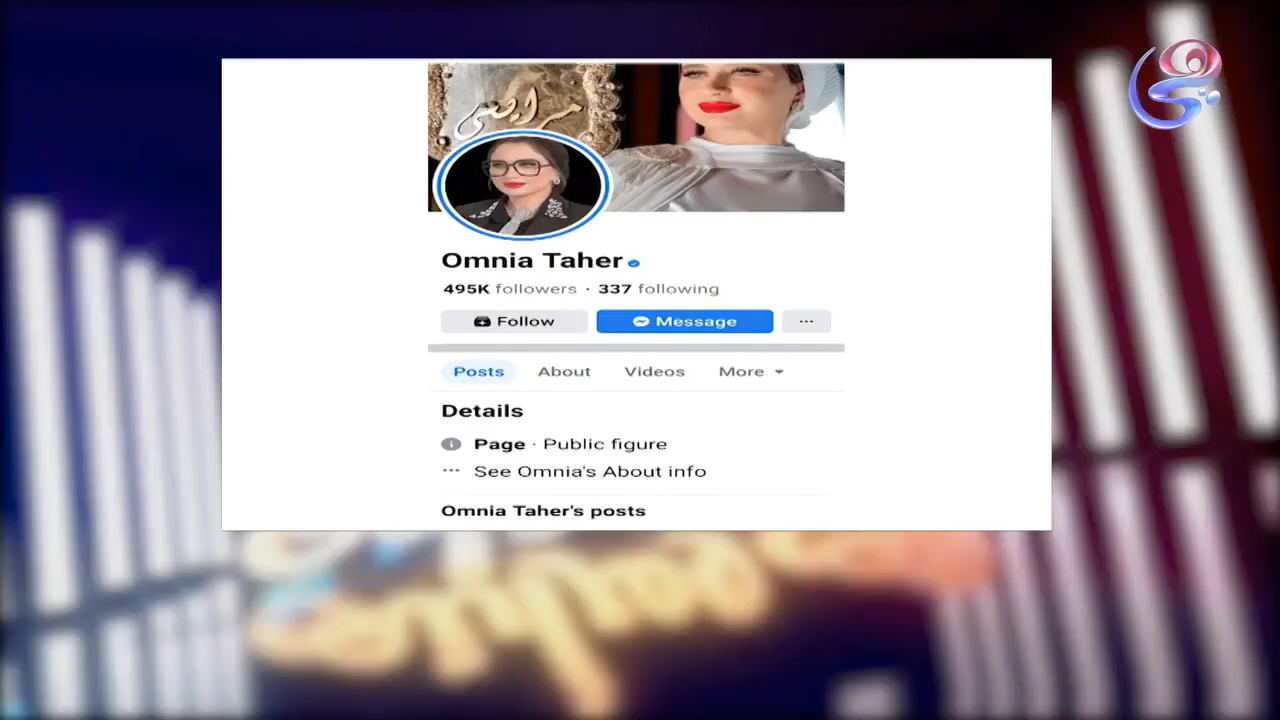 مرايتي
Omnia Taher
495K followers · 337 following
Follow
Message
Posts
About
Videos
More
Details
Page · Public figure
See Omnia's About info
Omnia Taher's posts